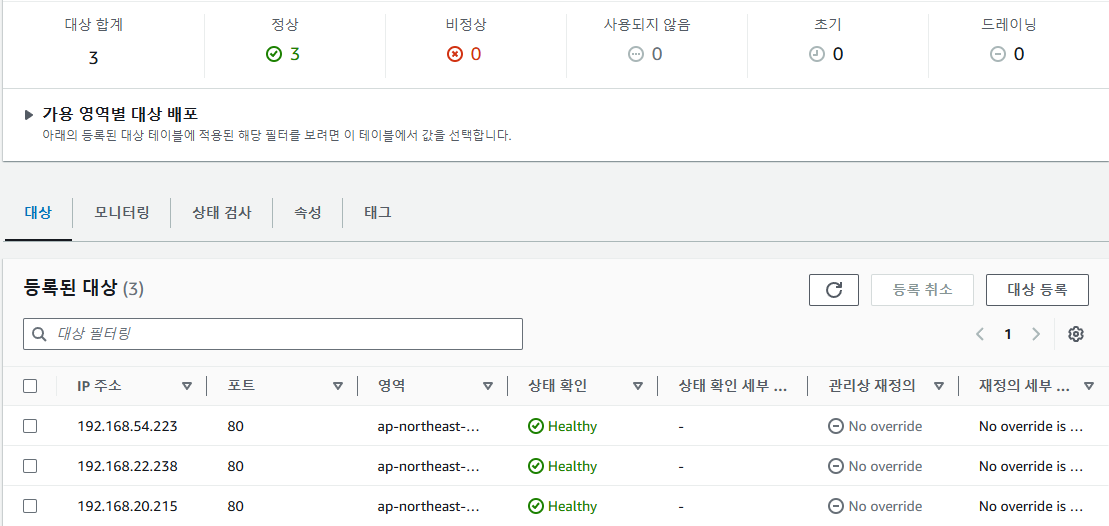 대상 합계 정상 비정상 사용되지 않음 초기 드레이닝
3 3 0 0 0 0
가용 영역별 대상 배포
아래의 등록된 대상 테이블에 적용된 해당 필터를 보려면 이 테이블에서 값을 선택합니다.
대상 모니터링 상태 검사 속성 태그
등록된 대상 (3) 등록 취소 대상 등록
대상 필터링 1
IP 주소 포트 영역 상태 확인 상태 확인 세부 ... 관리상 재정의 재정의 세부 ...
192.168.54.223 80 ap-northeast-... Healthy - No override No override is ...
192.168.22.238 80 ap-northeast-... Healthy - No override No override is ...
192.168.20.215 80 ap-northeast-... Healthy - No override No override is ...